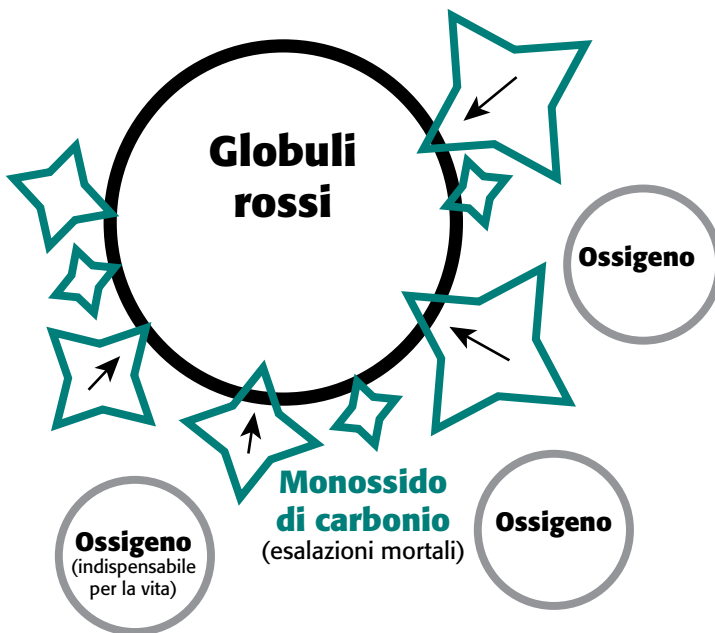 Globuli
rossi
Ossigeno
Monossido
di carbonio
(esalazioni mortali)
Ossigeno
Ossigeno
(indispensabile
per la vita)